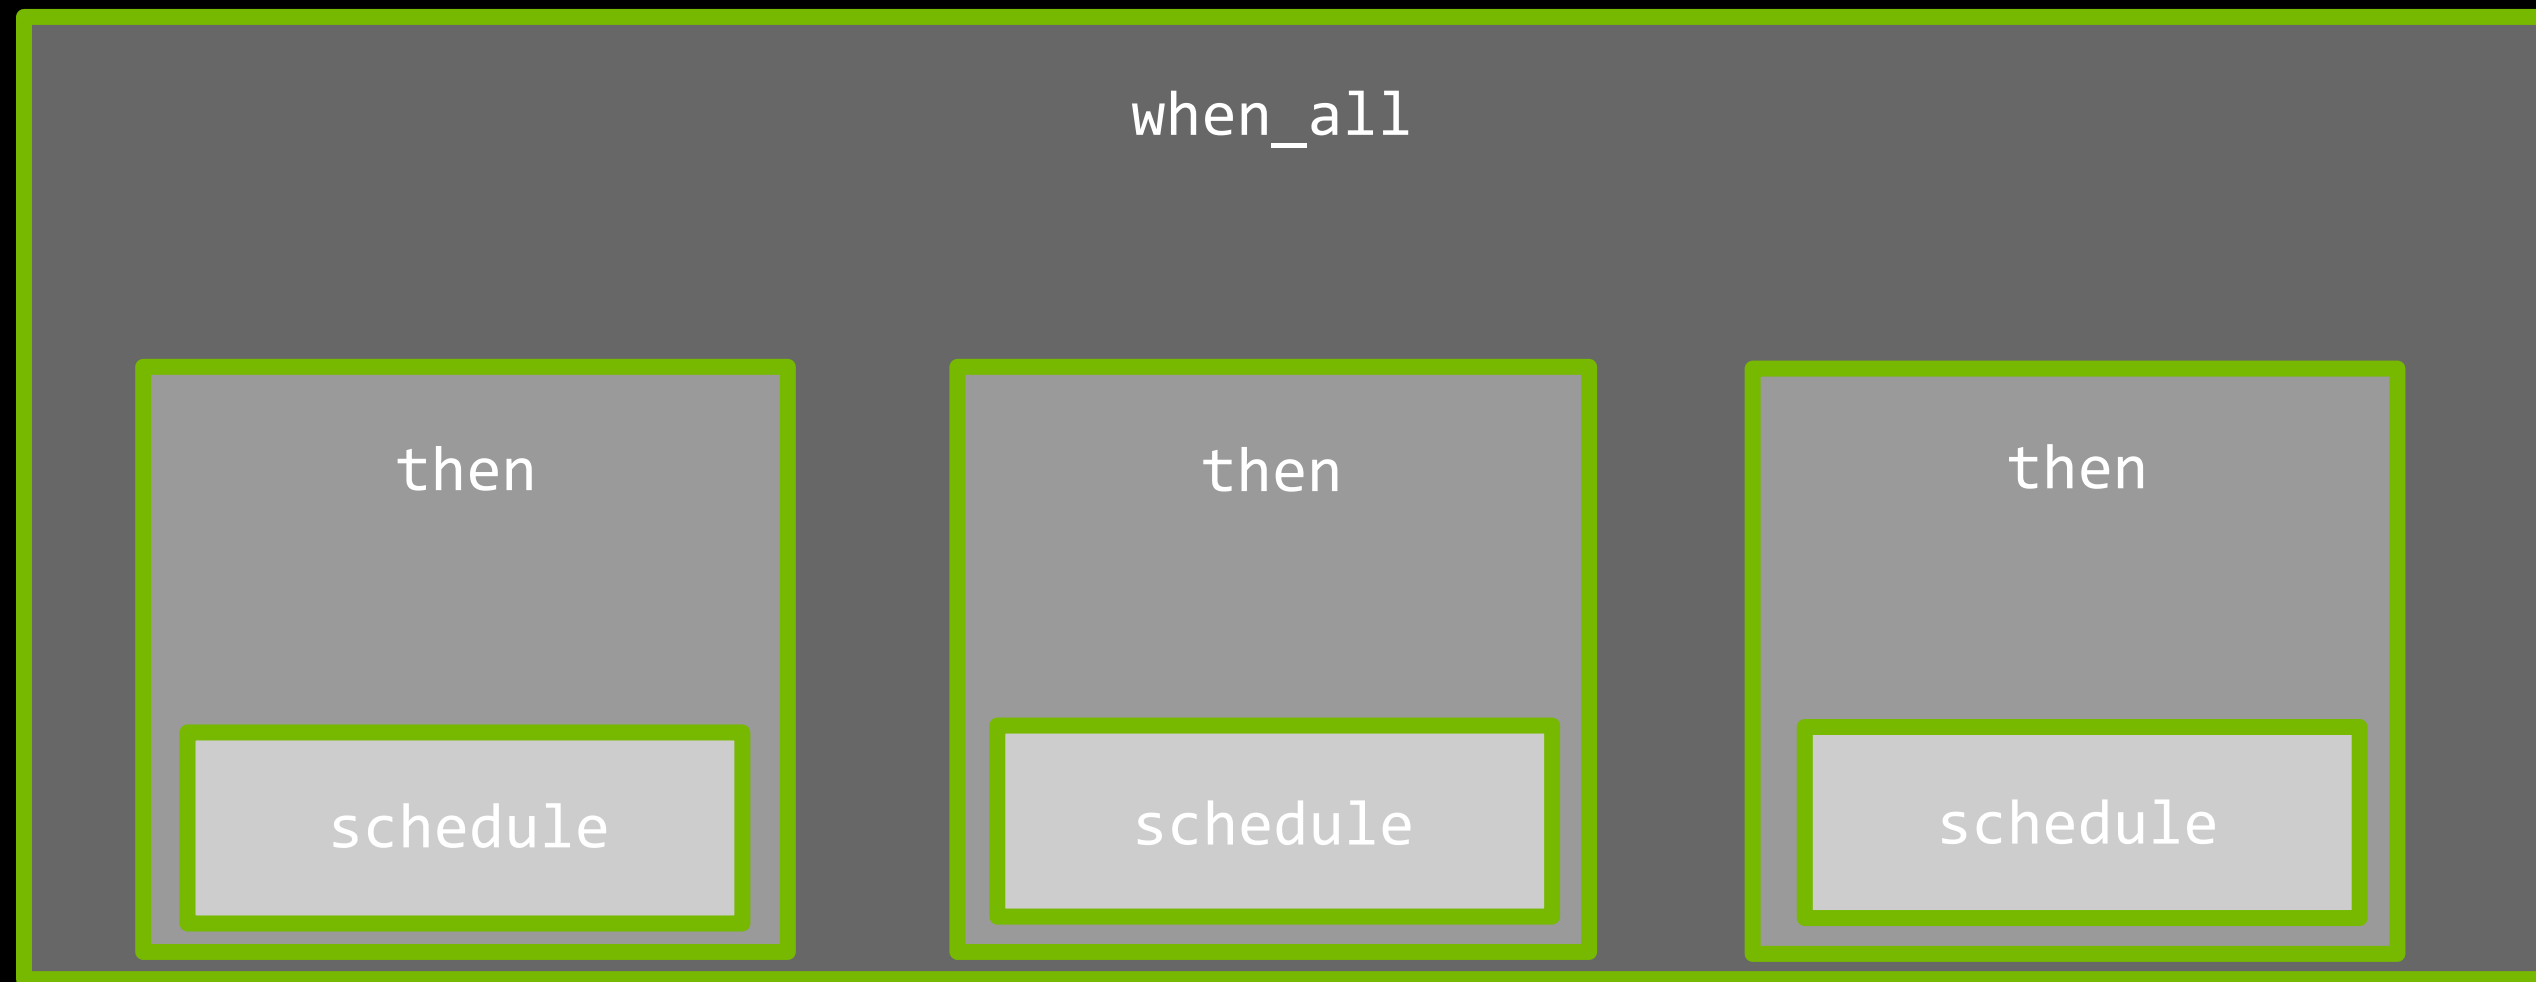 when_all
then
then
then
schedule
schedule
schedule